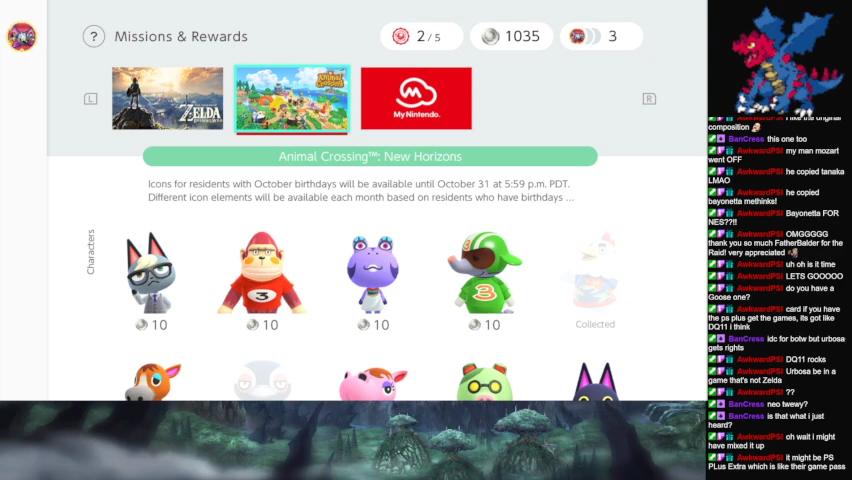 ? Missions & Rewards
2 / 5
1035
3
L
THE LEGEND OF ZELDA
Animal Crossing
My Nintendo.
R
Animal Crossing™: New Horizons
Icons for residents with October birthdays will be available until October 31 at 5:59 p.m. PDT.
Different icon elements will be available each month based on residents who have birthdays ...
Characters
3
3
10
10
10
10
Collected
AwkwardPSI I like the original
composition
BanCress this one too
AwkwardPSI my man mozart
went OFF
AwkwardPSI he copied tanaka
LMAO
AwkwardPSI he copied
bayonetta methinks!
AwkwardPSI Bayonetta FOR
NES??!!
AwkwardPSI OMGGGGG
thank you so much FatherBalder for the
Raid! very appreciated
AwkwardPSI uh oh is it time
AwkwardPSI LETS GOOOOO
AwkwardPSI do you have a
Goose one?
AwkwardPSI card if you have
the ps plus get the games, its got like
DQ11 i think
BanCress idc for botw but urbosa
gets rights
AwkwardPSI DQ11 rocks
AwkwardPSI Urbosa be in a
game that's not Zelda
AwkwardPSI ??
BanCress neo twewy?
BanCress is that what i just
heard?
AwkwardPSI oh wait i might
have mixed it up
AwkwardPSI it might be PS
PLus Extra which is like their game pass